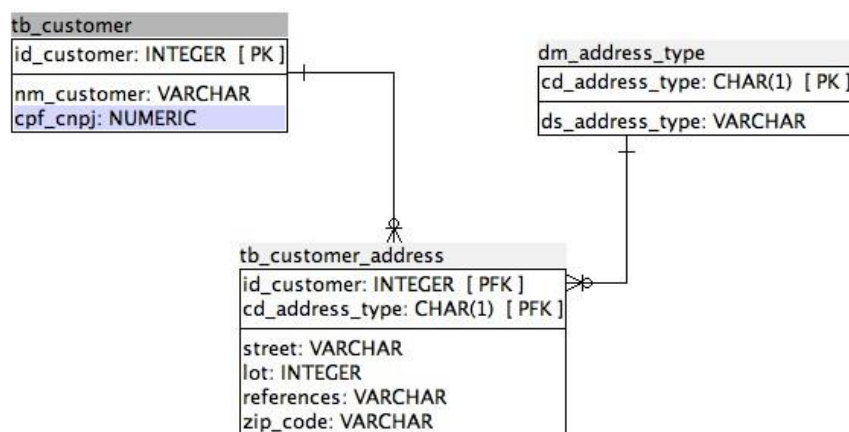 tb_customer
id_customer: INTEGER [ PK ]
nm_customer: VARCHAR
cpf_cnpj: NUMERIC
dm_address_type
cd_address_type: CHAR(1) [ PK ]
ds_address_type: VARCHAR
tb_customer_address
id_customer: INTEGER [ PFK ]
cd_address_type: CHAR(1) [ PFK ]
street: VARCHAR
lot: INTEGER
references: VARCHAR
zip_code: VARCHAR